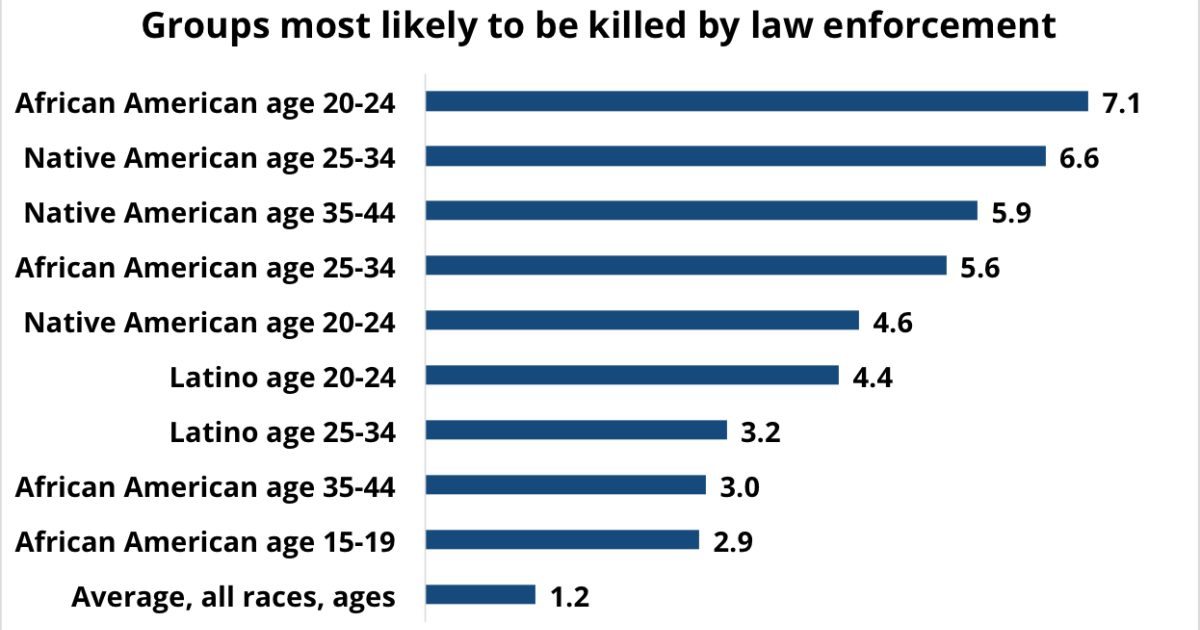 Groups most likely to be killed by law enforcement
African American age 20-24 7.1
Native American age 25-34 6.6
Native American age 35-44 5.9
African American age 25-34 5.6
Native American age 20-24 4.6
Latino age 20-24 4.4
Latino age 25-34 3.2
African American age 35-44 3.0
African American age 15-19 2.9
Average, all races, ages 1.2